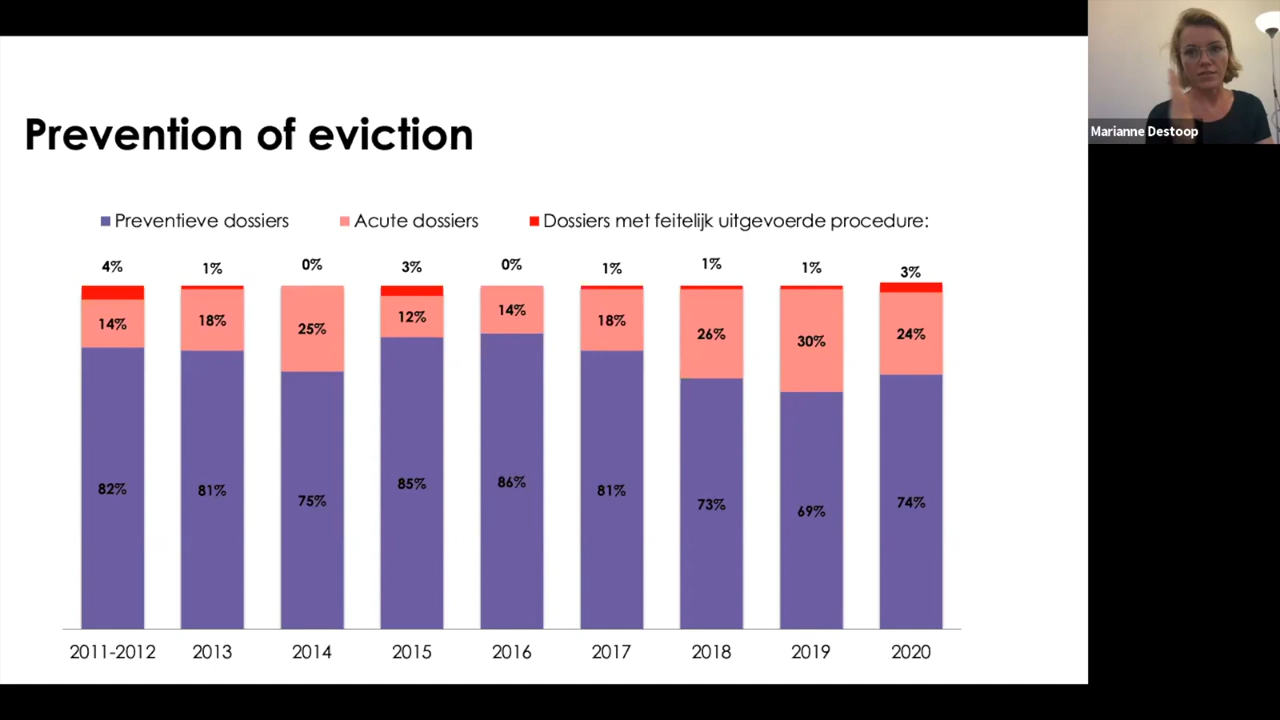 Prevention of eviction
Preventieve dossiers Acute dossiers Dossiers met feitelijk uitgevoerde procedure:
4% 1% 0% 3% 0% 1% 1% 1% 3%
14% 18% 25% 12% 14% 18% 26% 30% 24%
82% 81% 75% 85% 86% 81% 73% 69% 74%
2011-2012 2013 2014 2015 2016 2017 2018 2019 2020
Marianne Destoop